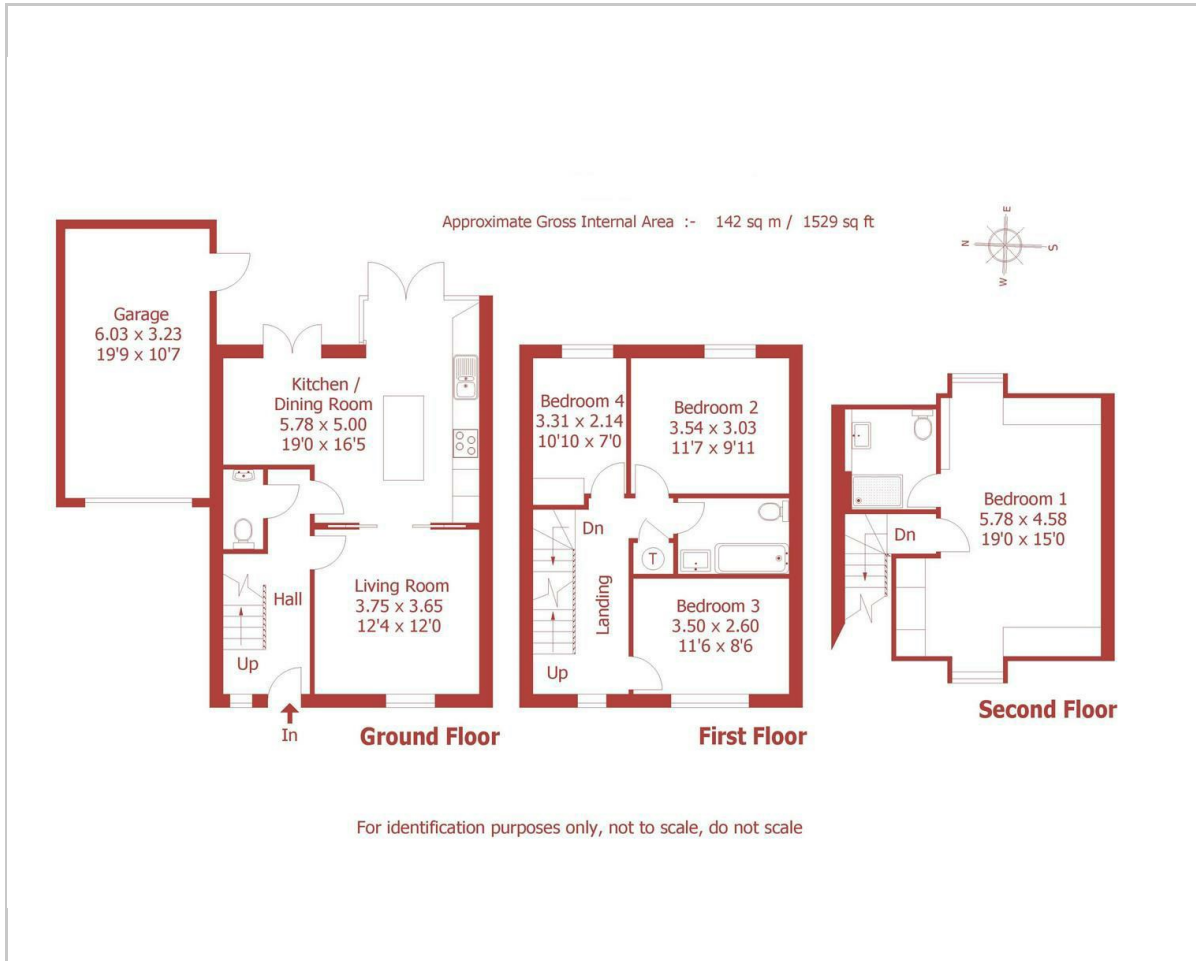 Approximate Gross Internal Area :- 142 sq m / 1529 sq ft
E
N
S
W
Garage
6.03 x 3.23
19'9 x 10'7
Kitchen /
Dining Room
5.78 x 5.00
19'0 x 16'5
Living Room
3.75 x 3.65
12'4 x 12'0
Hall
Up
In
Ground Floor
Bedroom 4
3.31 x 2.14
10'10 x 7'0
Bedroom 2
3.54 x 3.03
11'7 x 9'11
Dn
T
Landing
Bedroom 3
3.50 x 2.60
11'6 x 8'6
Up
First Floor
Bedroom 1
5.78 x 4.58
19'0 x 15'0
Dn
Second Floor
For identification purposes only, not to scale, do not scale